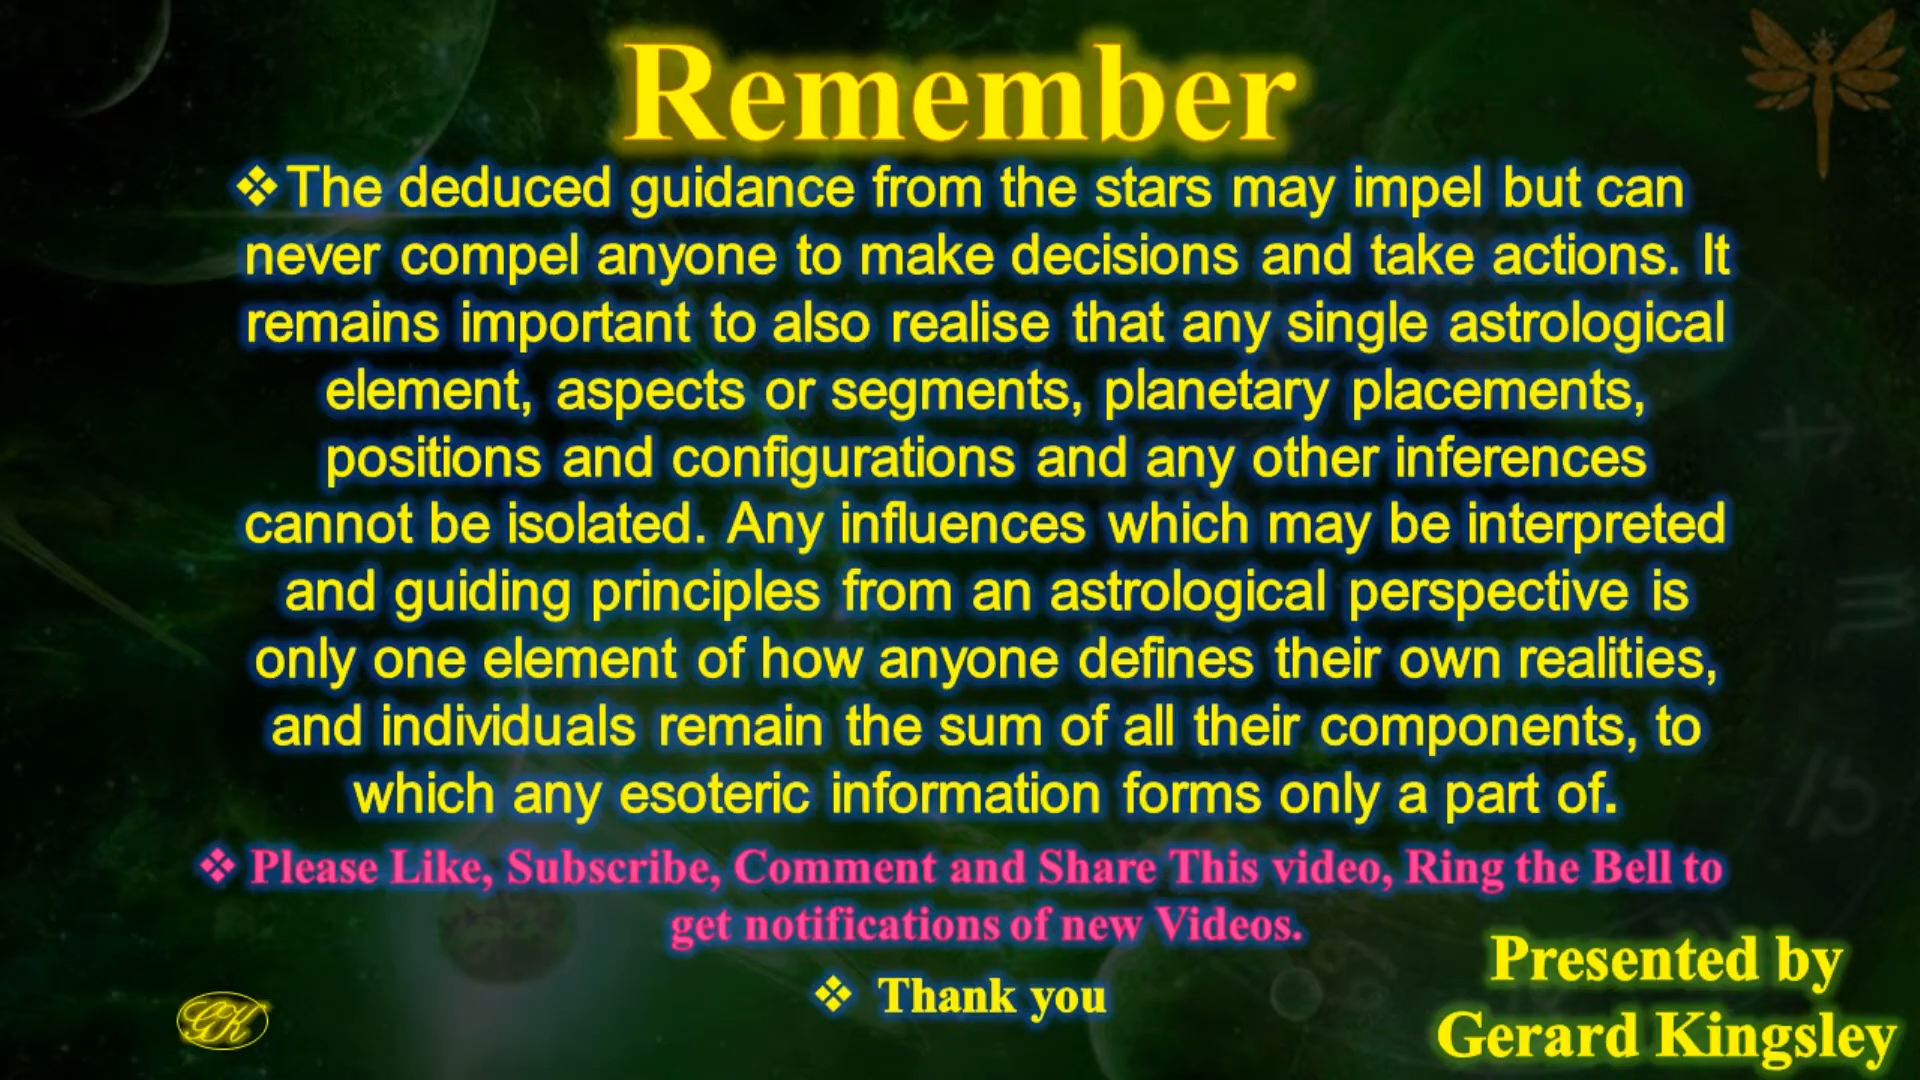 Remember
❖The deduced guidance from the stars may impel but can
never compel anyone to make decisions and take actions. It
remains important to also realise that any single astrological
element, aspects or segments, planetary placements,
positions and configurations and any other inferences
cannot be isolated. Any influences which may be interpreted
and guiding principles from an astrological perspective is
only one element of how anyone defines their own realities,
and individuals remain the sum of all their components, to
which any esoteric information forms only a part of.
❖ Please Like, Subscribe, Comment and Share This video, Ring the Bell to
get notifications of new Videos.
❖ Thank you
Presented by
Gerard Kingsley
GK